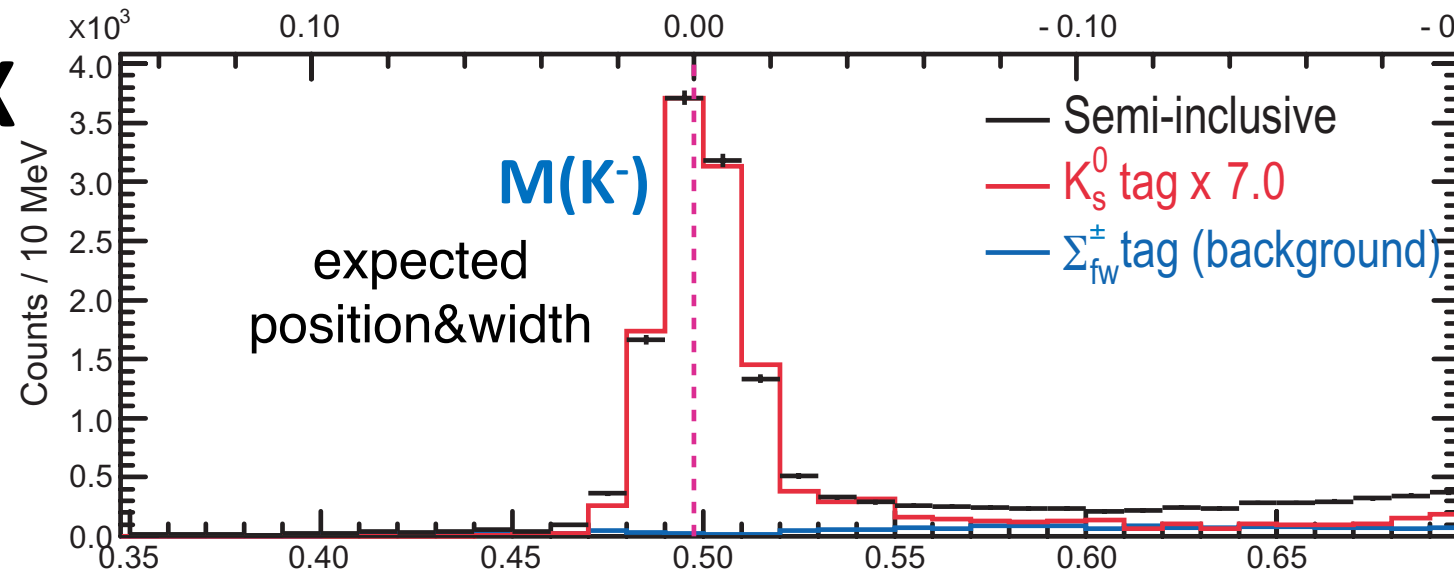 x10³ 0.10 0.00 - 0.10 - 0
4.0
3.5
3.0
2.5
2.0
1.5
1.0
0.5
0.0
Counts / 10 MeV
M(K⁻)
expected
position&width
Semi-inclusive
K⁰ₛ tag x 7.0
Σ±fw tag (background)
0.35 0.40 0.45 0.50 0.55 0.60 0.65